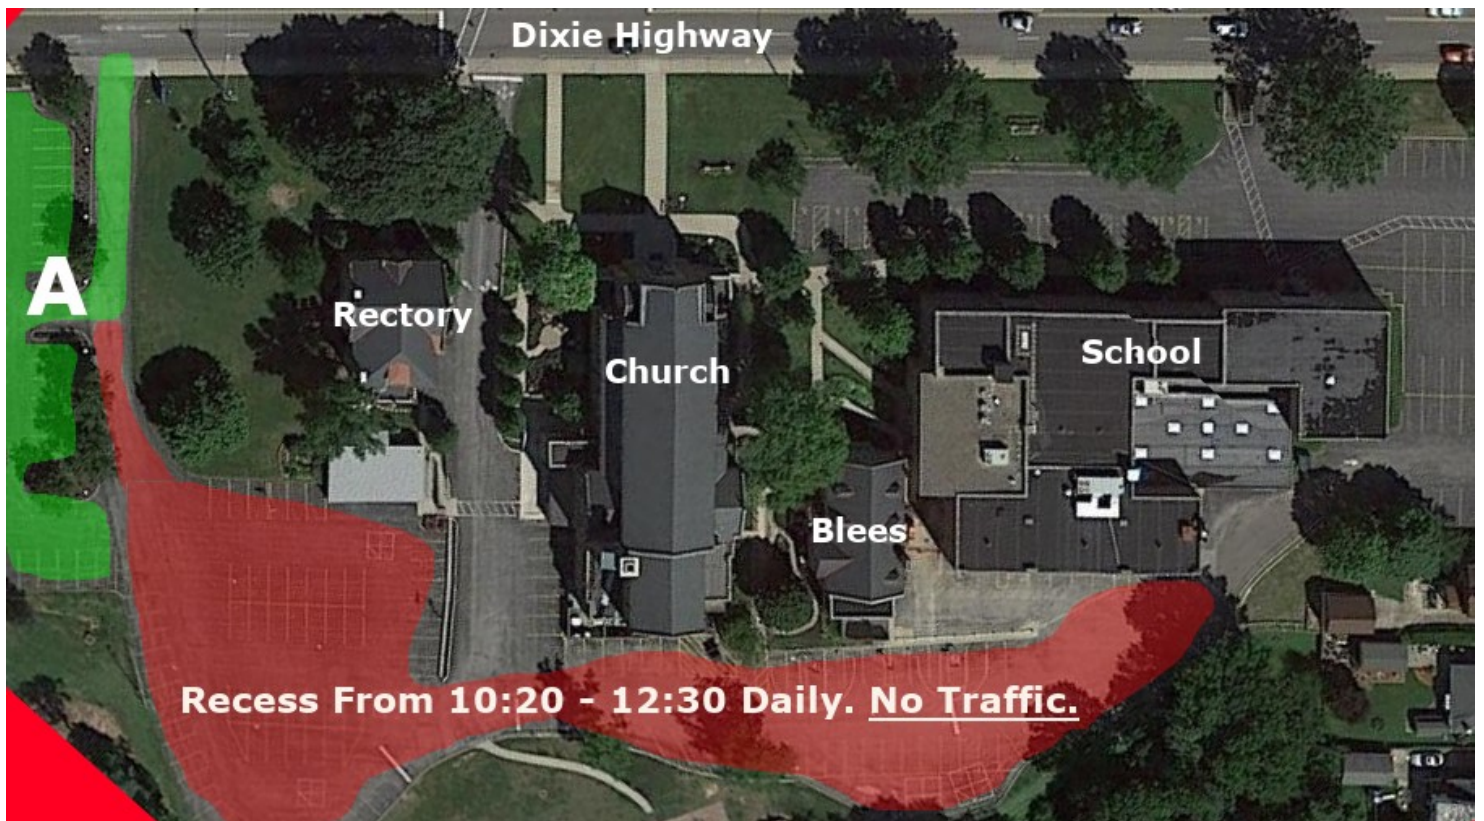 Dixie Highway
A
Rectory
School
Church
Blees
Recess From 10:20 - 12:30 Daily. No Traffic.